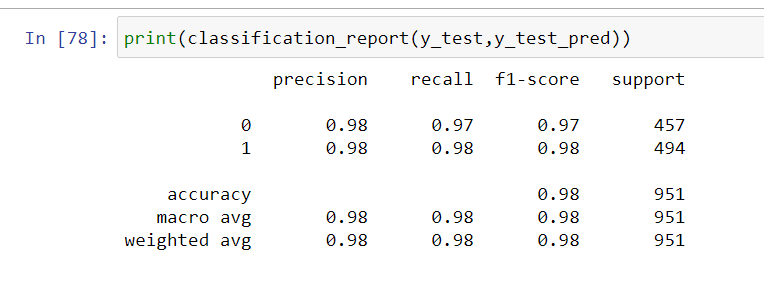 In [78]: print(classification_report(y_test,y_test_pred))
precision recall f1-score support
0 0.98 0.97 0.97 457
1 0.98 0.98 0.98 494
accuracy 0.98 951
macro avg 0.98 0.98 0.98 951
weighted avg 0.98 0.98 0.98 951